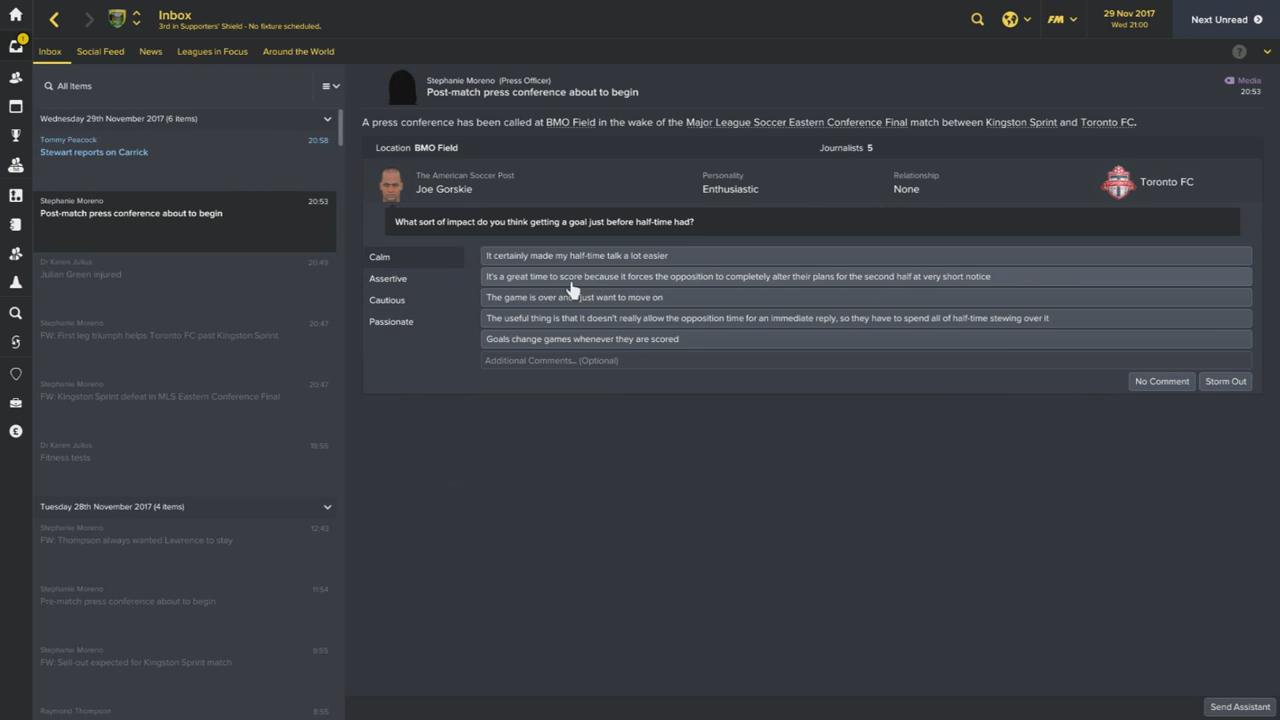 Inbox
3rd in Supporters' Shield - No fixture scheduled.
FM
29 Nov 2017
Wed 21:00
Next Unread
1
Inbox
Social Feed
News
Leagues in Focus
Around the World
?
All Items
Wednesday 29th November 2017 (6 items)
Tommy Peacock
20:58
Stewart reports on Carrick
Stephanie Moreno
20:53
Post-match press conference about to begin
Dr Karen Julius
20:49
Julian Green injured
Stephanie Moreno
20:47
FW: First leg triumph helps Toronto FC past Kingston Sprint
Stephanie Moreno
20:47
FW: Kingston Sprint defeat in MLS Eastern Conference Final
Dr Karen Julius
19:55
Fitness tests
Tuesday 28th November 2017 (4 items)
Stephanie Moreno
12:43
FW: Thompson always wanted Lawrence to stay
Stephanie Moreno
11:54
Pre-match press conference about to begin
Stephanie Moreno
9:55
FW: Sell-out expected for Kingston Sprint match
Raymond Thompson
8:55
Stephanie Moreno (Press Officer)
Post-match press conference about to begin
Media
20:53
A press conference has been called at BMO Field in the wake of the Major League Soccer Eastern Conference Final match between Kingston Sprint and Toronto FC.
Location BMO Field
Journalists 5
The American Soccer Post
Joe Gorskie
Personality
Enthusiastic
Relationship
None
Toronto FC
What sort of impact do you think getting a goal just before half-time had?
Calm
Assertive
Cautious
Passionate
It certainly made my half-time talk a lot easier
It's a great time to score because it forces the opposition to completely alter their plans for the second half at very short notice
The game is over and just want to move on
The useful thing is that it doesn't really allow the opposition time for an immediate reply, so they have to spend all of half-time stewing over it
Goals change games whenever they are scored
Additional Comments... (Optional)
No Comment
Storm Out
Send Assistant